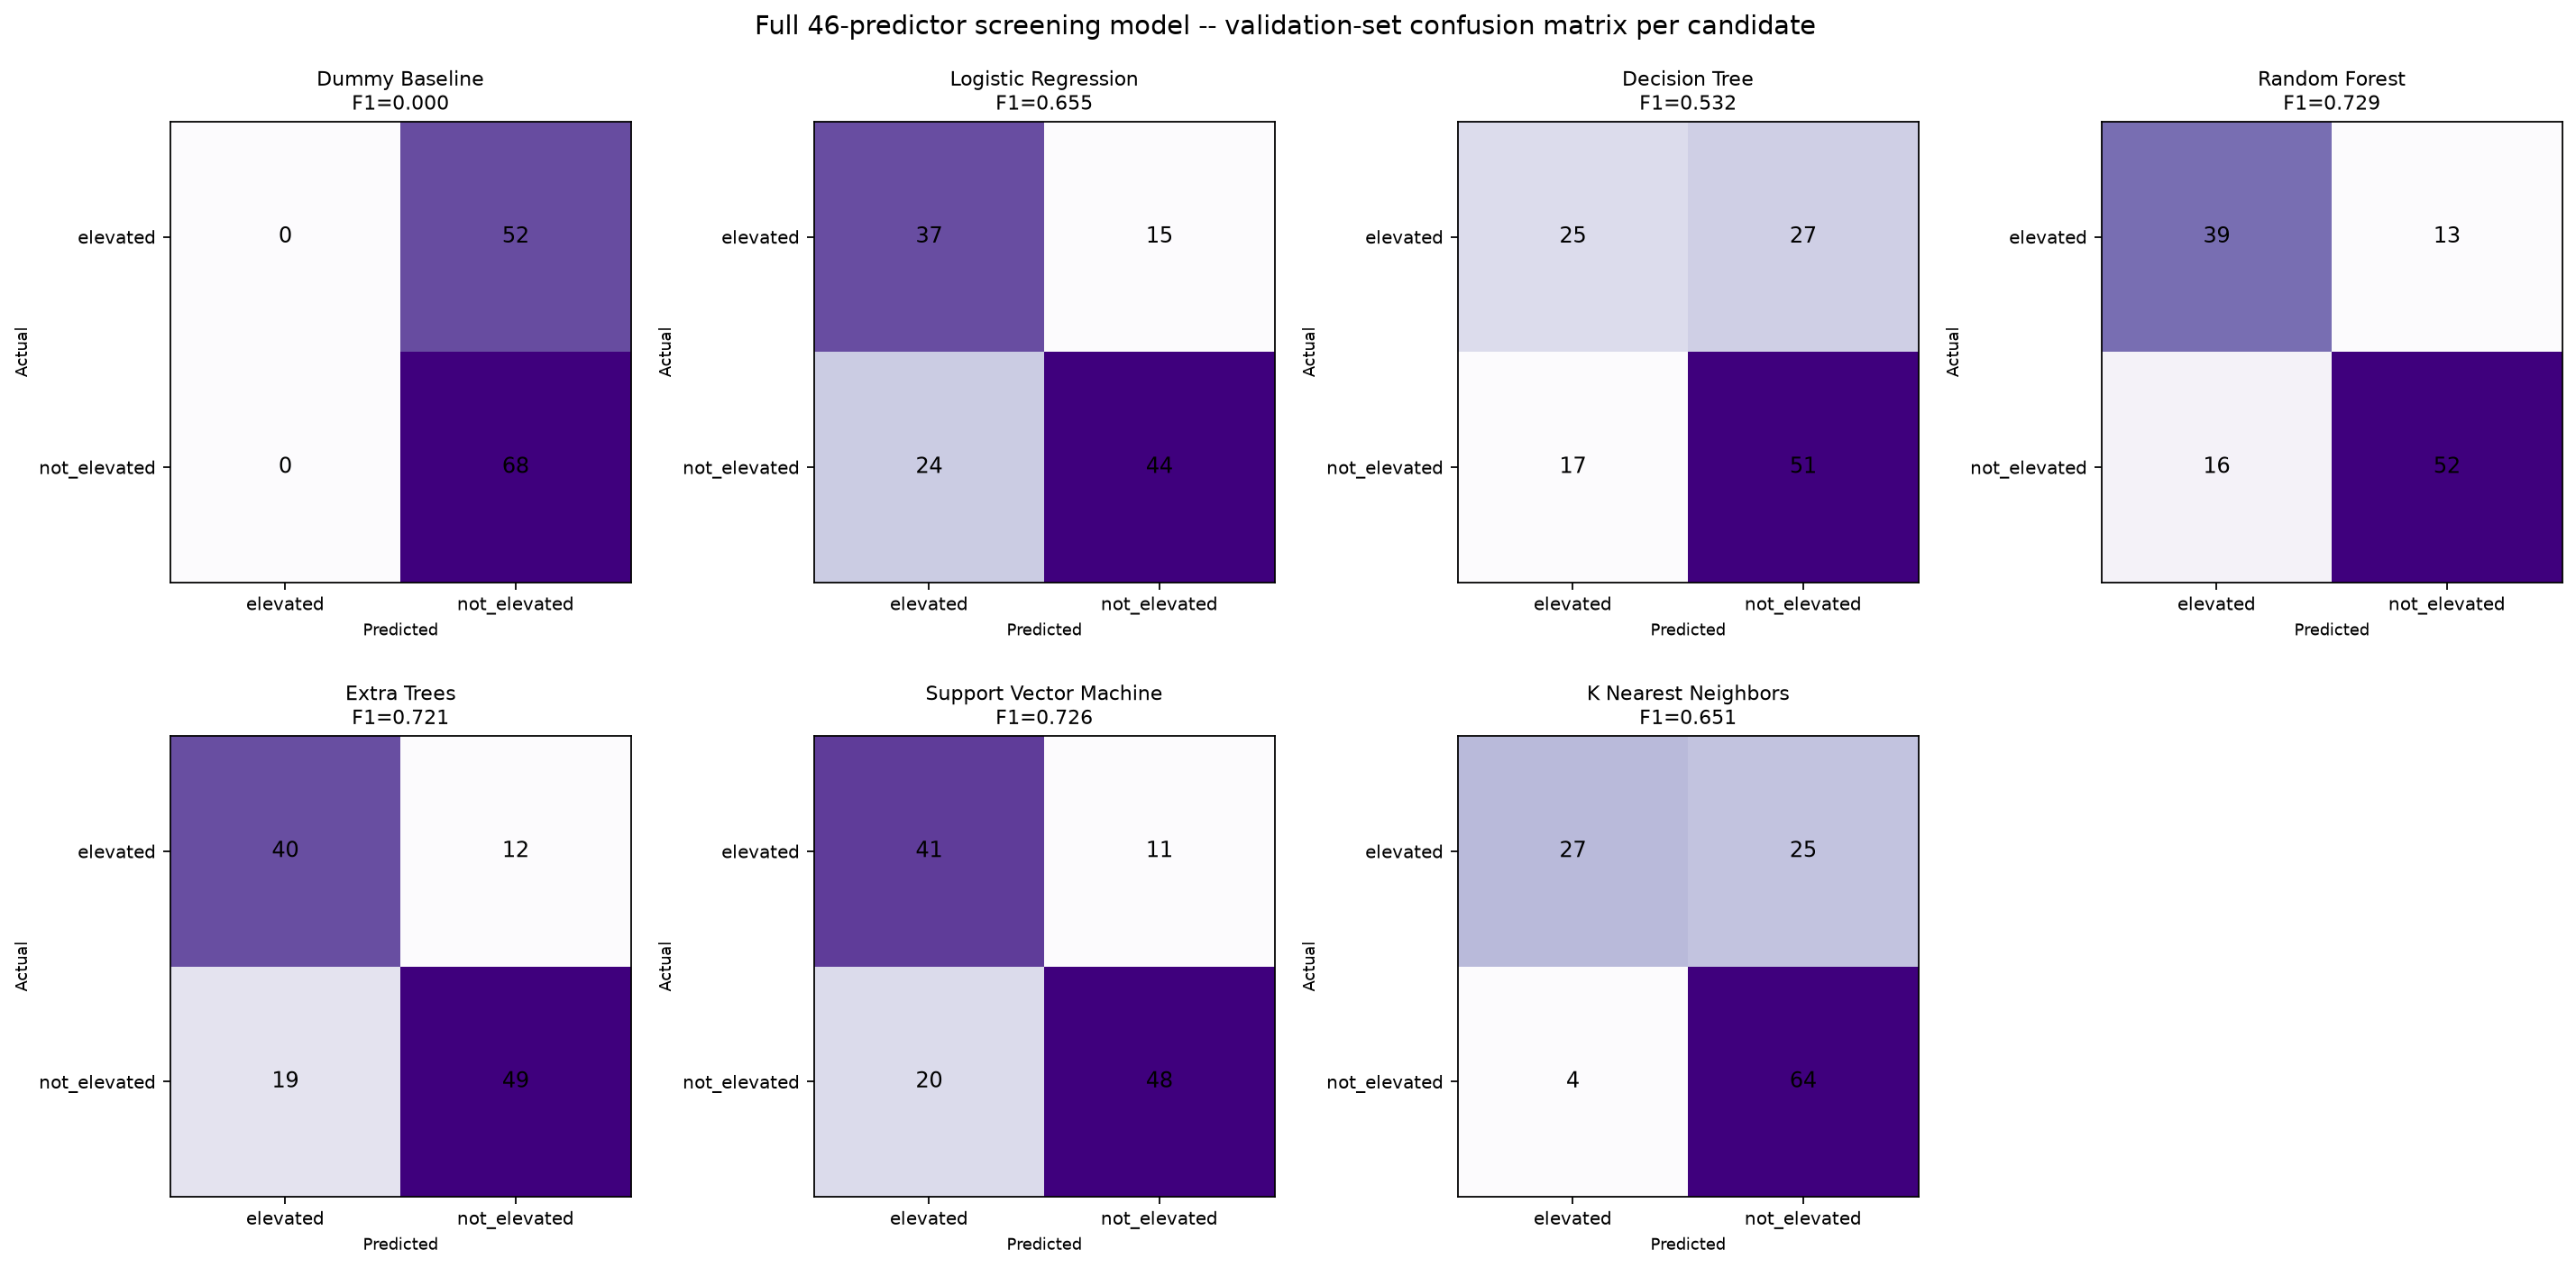 Full 46-predictor screening model -- validation-set confusion matrix per candidate
Dummy Baseline
F1=0.000
Actual
elevated
0
52
not_elevated
0
68
elevated
not_elevated
Predicted
Logistic Regression
F1=0.655
Actual
elevated
37
15
not_elevated
24
44
elevated
not_elevated
Predicted
Decision Tree
F1=0.532
Actual
elevated
25
27
not_elevated
17
51
elevated
not_elevated
Predicted
Random Forest
F1=0.729
Actual
elevated
39
13
not_elevated
16
52
elevated
not_elevated
Predicted
Extra Trees
F1=0.721
Actual
elevated
40
12
not_elevated
19
49
elevated
not_elevated
Predicted
Support Vector Machine
F1=0.726
Actual
elevated
41
11
not_elevated
20
48
elevated
not_elevated
Predicted
K Nearest Neighbors
F1=0.651
Actual
elevated
27
25
not_elevated
4
64
elevated
not_elevated
Predicted